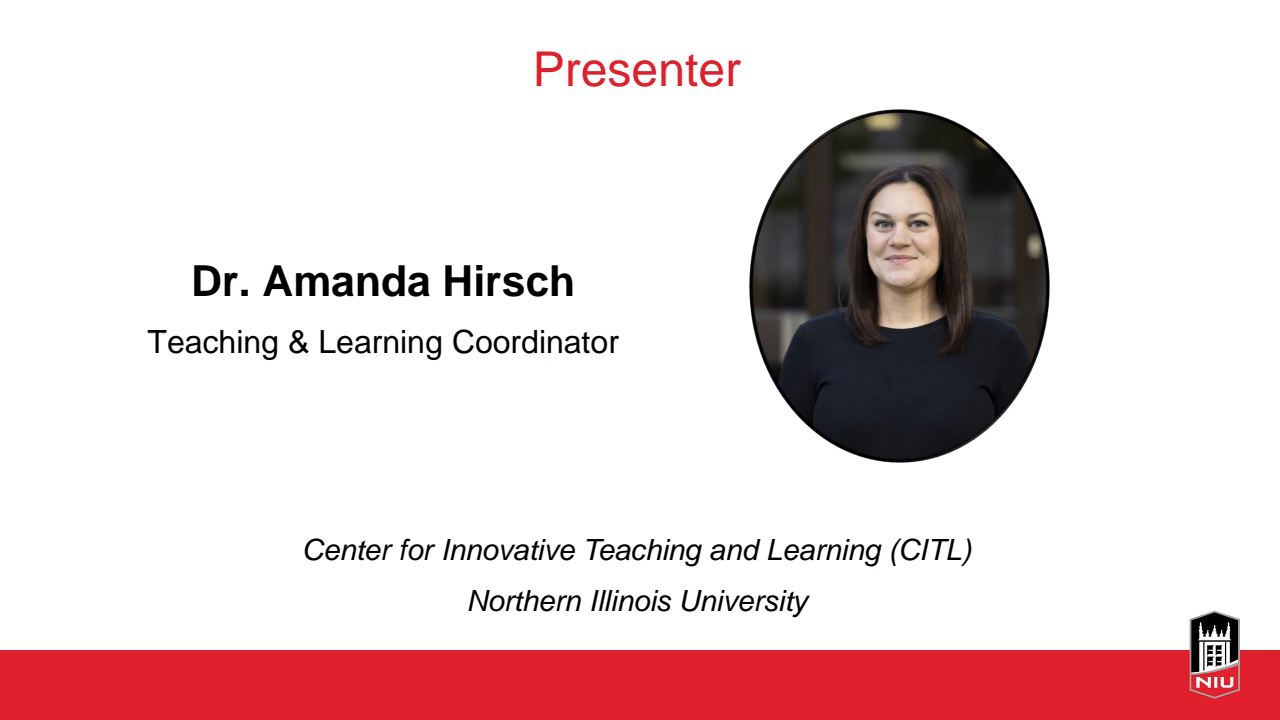 Presenter
Dr. Amanda Hirsch
Teaching & Learning Coordinator
Center for Innovative Teaching and Learning (CITL)
Northern Illinois University
NIU